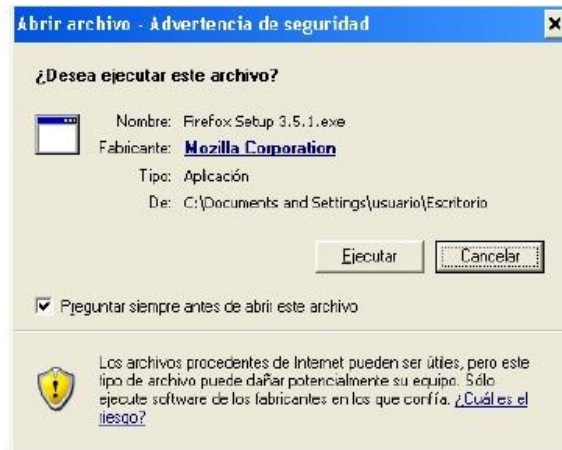 Abrir archivo - Advertencia de seguridad
¿Desea ejecutar este archivo?
Nombre: Firefox Setup 3.5.1.exe
Fabricante: Mozilla Corporation
Tipo: Aplicación
De: C:\Documents and Settings\usuario\Escritorio
Ejecutar Cancelar
Preguntar siempre antes de abrir este archivo
Los archivos procedentes de Internet pueden ser útiles, pero este
tipo de archivo puede dañar potencialmente su equipo. Sólo
ejecute software de los fabricantes en los que confía. ¿Cuál es el
riesgo?